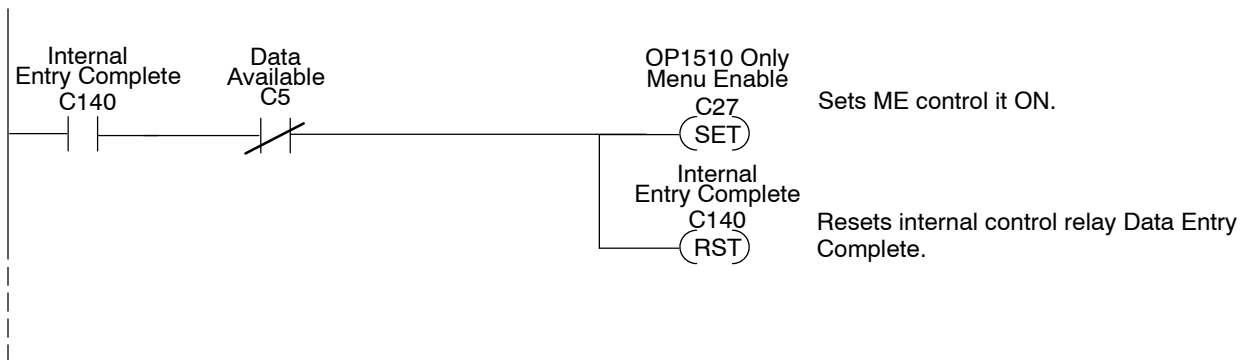 Internal
Entry Complete
C140
Data
Available
C5
OP1510 Only
Menu Enable
C27
SET
Sets ME control it ON.
Internal
Entry Complete
C140
RST
Resets internal control relay Data Entry
Complete.